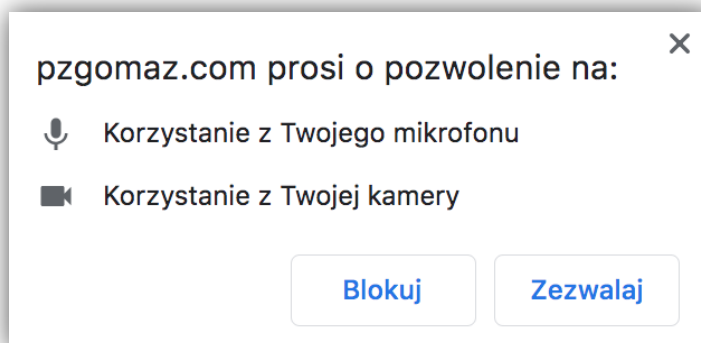 pzgomaz.com prosi o pozwolenie na:
Korzystanie z Twojego mikrofonu
Korzystanie z Twojej kamery
Blokuj
Zezwalaj